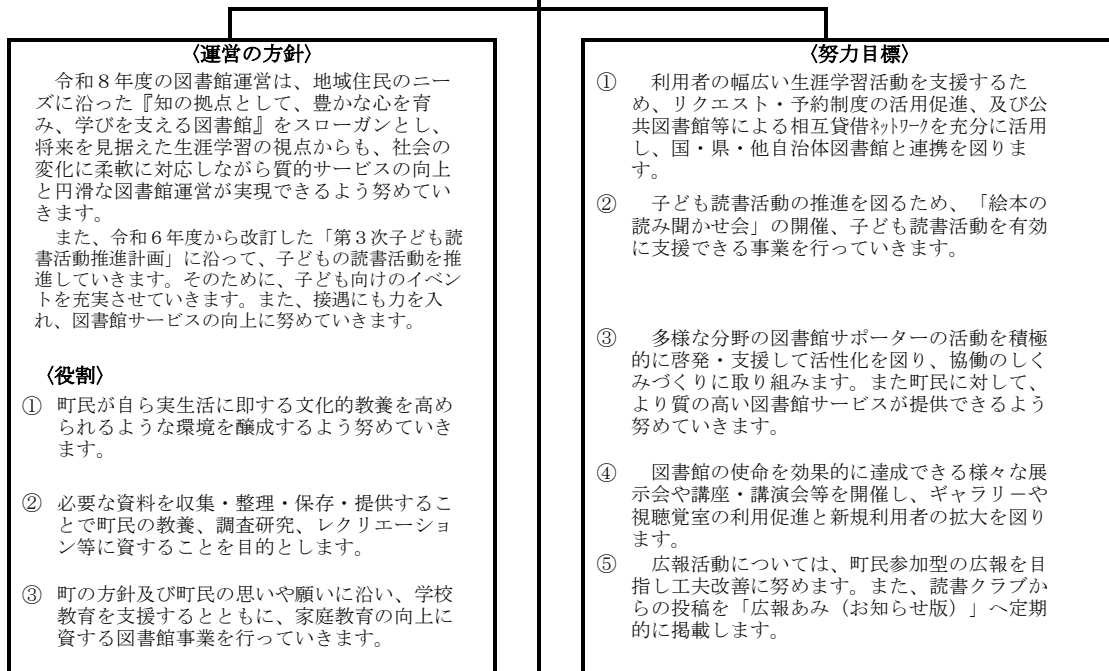 〈運営の方針〉
令和８年度の図書館運営は、地域住民のニー
ズに沿った『知の拠点として、豊かな心を育
み、学びを支える図書館』をスローガンとし、
将来を見据えた生涯学習の視点からも、社会の
変化に柔軟に対応しながら質的サービスの向上
と円滑な図書館運営が実現できるよう努めてい
きます。
また、令和６年度から改訂した「第３次子ども読
書活動推進計画」に沿って、子どもの読書活動を推
進していきます。そのために、子ども向けのイベン
トを充実させていきます。また、接遇にも力を入
れ、図書館サービスの向上に努めていきます。
〈役割〉
① 町民が自ら実生活に即する文化的教養を高め
られるような環境を醸成するよう努めていき
ます。
② 必要な資料を収集・整理・保存・提供するこ
とで町民の教養、調査研究、レクリエーショ
ン等に資することを目的とします。
③ 町の方針及び町民の思いや願いに沿い、学校
教育を支援するとともに、家庭教育の向上に
資する図書館事業を行っていきます。
〈努力目標〉
① 利用者の幅広い生涯学習活動を支援するた
め、リクエスト・予約制度の活用促進、及び公
共図書館等による相互貸借ﾈｯﾄﾜｰｸを充分に活用
し、国・県・他自治体図書館と連携を図りま
す。
② 子ども読書活動の推進を図るため、「絵本の
読み聞かせ会」の開催、子ども読書活動を有効
に支援できる事業を行っていきます。
③ 多様な分野の図書館サポーターの活動を積極
的に啓発・支援して活性化を図り、協働のしく
みづくりに取り組みます。また町民に対して、
より質の高い図書館サービスが提供できるよう
努めていきます。
④ 図書館の使命を効果的に達成できる様々な展
示会や講座・講演会等を開催し、ギャラリーや
視聴覚室の利用促進と新規利用者の拡大を図り
ます。
⑤ 広報活動については、町民参加型の広報を目
指し工夫改善に努めます。また、読書クラブか
らの投稿を「広報あみ（お知らせ版）」へ定期
的に掲載します。